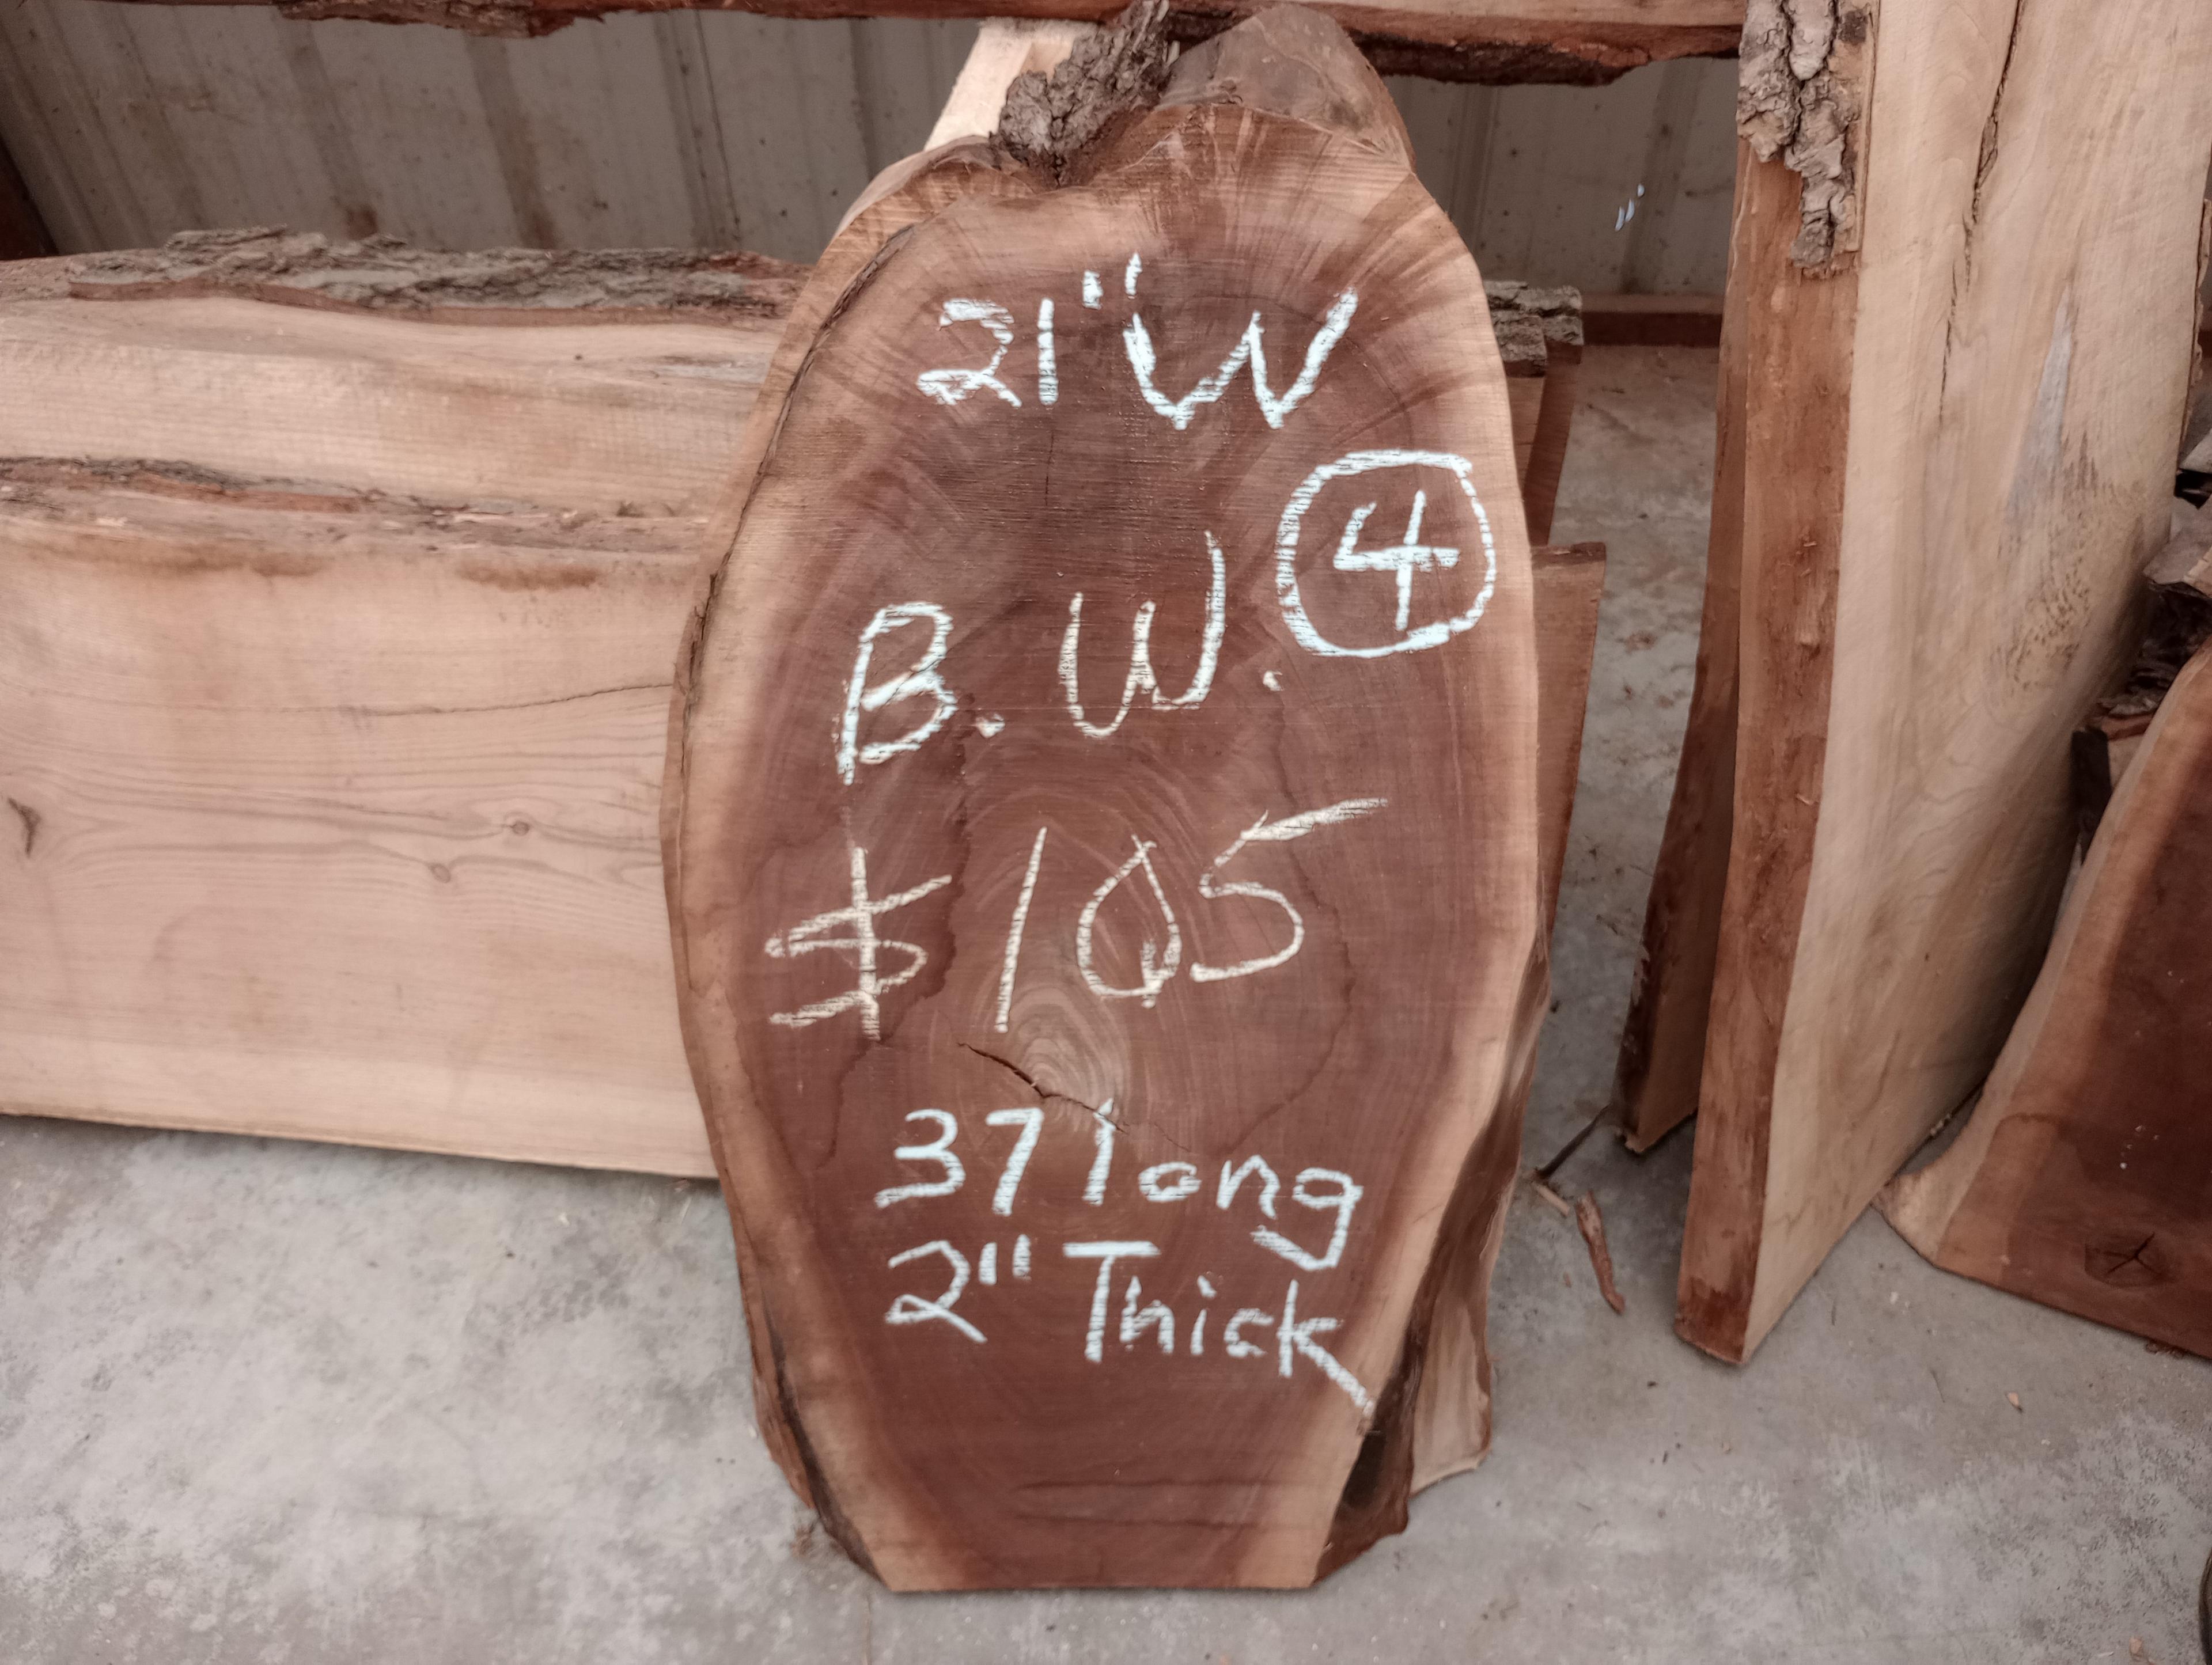 21"W
④
B. W.
$105
37 long
2" Thick